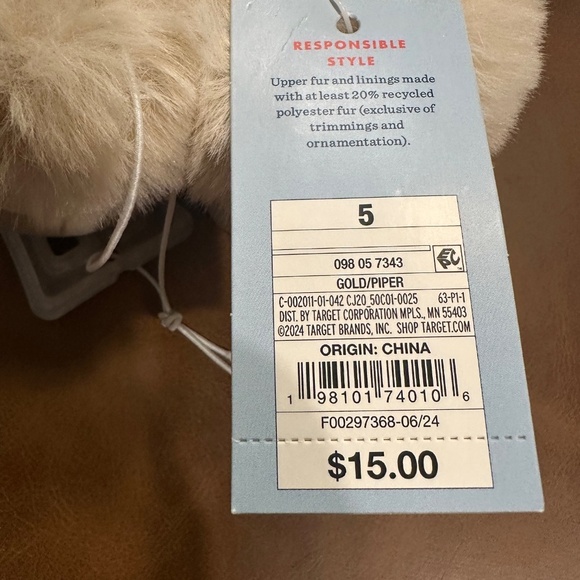 RESPONSIBLE
STYLE
Upper fur and linings made
with at least 20% recycled
polyester fur (exclusive of
trimmings and
ornamentation).
5
098 05 7343
EPC
GOLD/PIPER
C-002011-01-042 CJ20_50C01-0025 63-P1-1
DIST. BY TARGET CORPORATION MPLS., MN 55403
©2024 TARGET BRANDS, INC. SHOP TARGET.COM
ORIGIN: CHINA
1 98101 74010 6
F00297368-06/24
$15.00